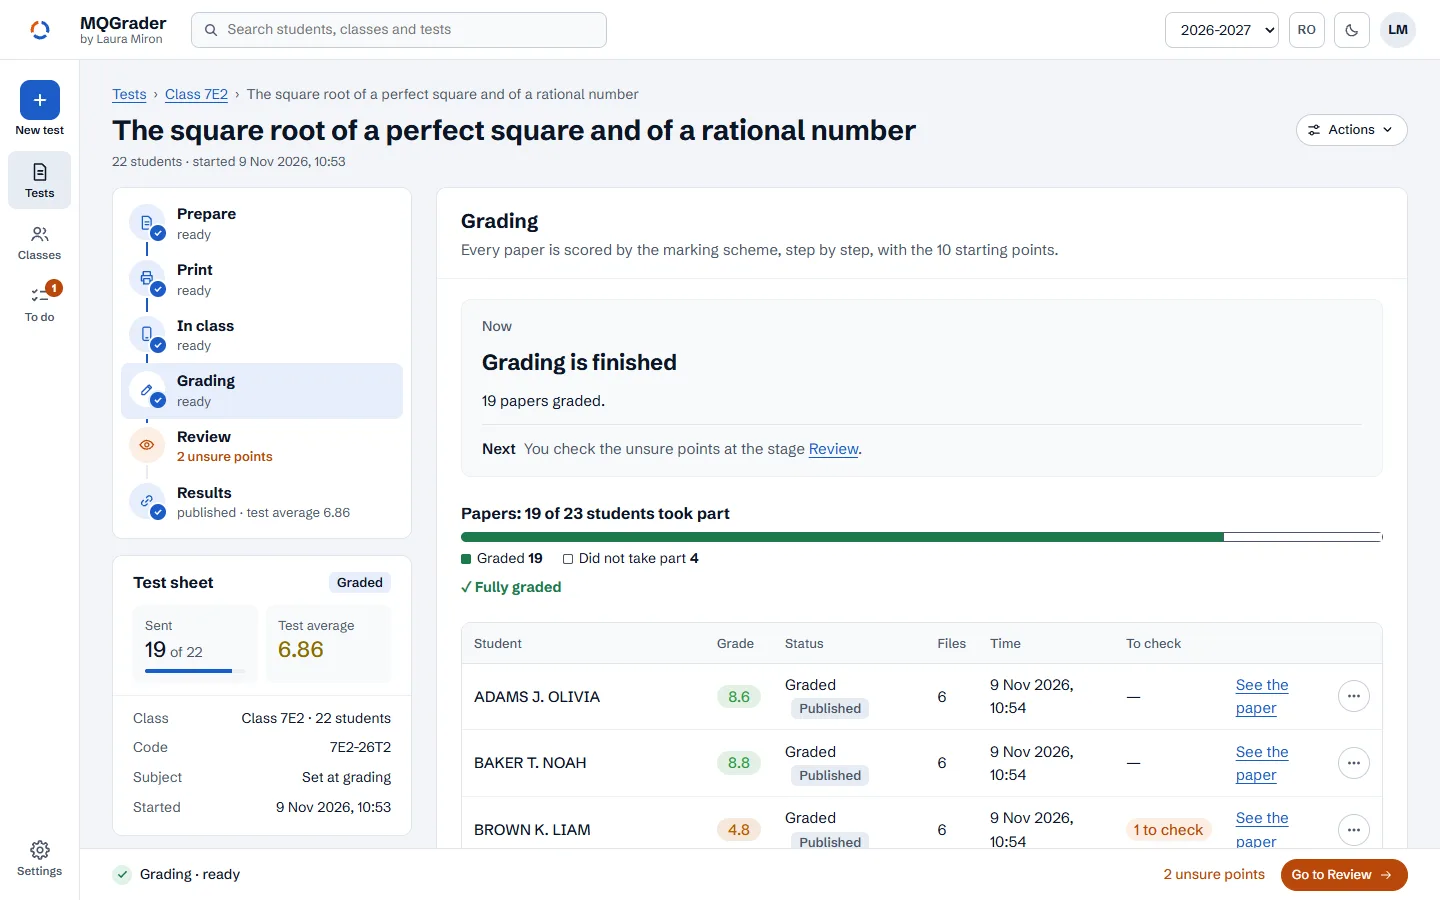 MQGrader
by Laura Miron
Search students, classes and tests
2026-2027
RO
LM
New test
Tests
Classes
1
To do
Settings
Tests › Class 7E2 › The square root of a perfect square and of a rational number
The square root of a perfect square and of a rational number
22 students · started 9 Nov 2026, 10:53
Actions
Prepare
ready
Print
ready
In class
ready
Grading
ready
Review
2 unsure points
Results
published · test average 6.86
Test sheet
Graded
Sent
19 of 22
Test average
6.86
Class
Class 7E2 · 22 students
Code
7E2-26T2
Subject
Set at grading
Started
9 Nov 2026, 10:53
Grading
Every paper is scored by the marking scheme, step by step, with the 10 starting points.
Now
Grading is finished
19 papers graded.
Next You check the unsure points at the stage Review.
Papers: 19 of 23 students took part
Graded 19
Did not take part 4
✓ Fully graded
Student Grade Status Files Time To check
ADAMS J. OLIVIA 8.6 Graded Published 6 9 Nov 2026, 10:54 — See the paper
BAKER T. NOAH 8.8 Graded Published 6 9 Nov 2026, 10:54 — See the paper
BROWN K. LIAM 4.8 Graded Published 6 9 Nov 2026, 10:54 1 to check See the paper
Grading · ready
2 unsure points
Go to Review →